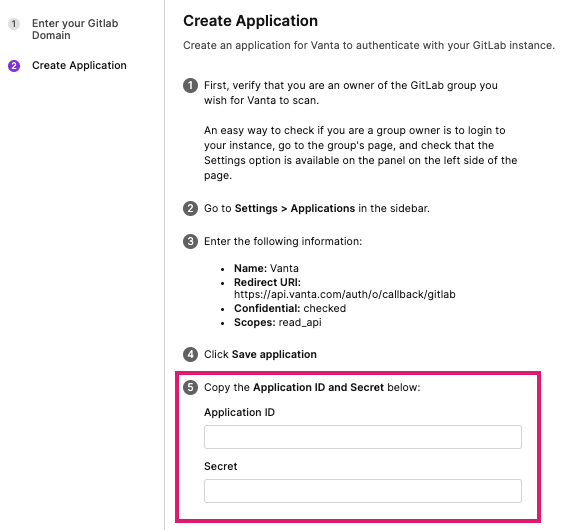 1 Enter your Gitlab
Domain
2 Create Application
Create Application
Create an application for Vanta to authenticate with your GitLab instance.
1 First, verify that you are an owner of the GitLab group you
wish for Vanta to scan.
An easy way to check if you are a group owner is to login to
your instance, go to the group's page, and check that the
Settings option is available on the panel on the left side of the
page.
2 Go to Settings > Applications in the sidebar.
3 Enter the following information:
• Name: Vanta
• Redirect URI:
https://api.vanta.com/auth/o/callback/gitlab
• Confidential: checked
• Scopes: read_api
4 Click Save application
5 Copy the Application ID and Secret below:
Application ID
Secret